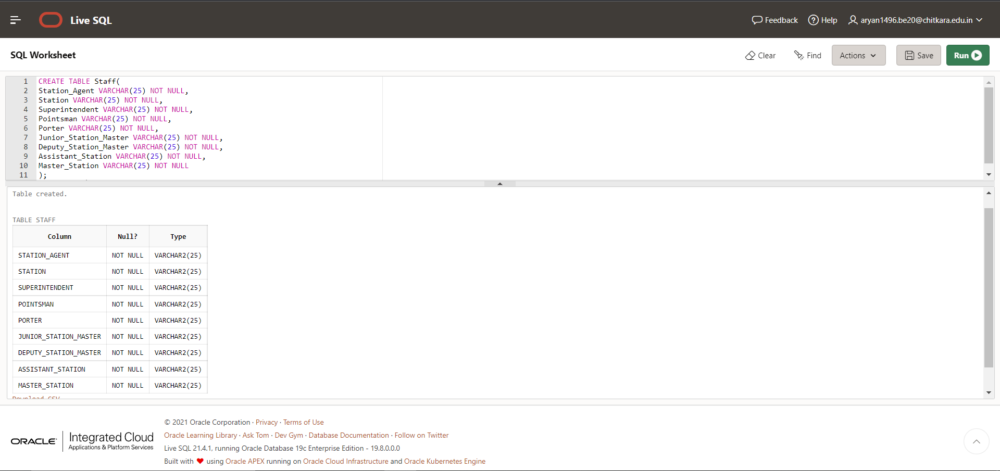 Live SQL
Feedback Help aryan1496.be20@chitkara.edu.in
SQL Worksheet
Clear Find Actions Save Run
1 CREATE TABLE Staff(
2 Station_Agent VARCHAR(25) NOT NULL,
3 Station VARCHAR(25) NOT NULL,
4 Superintendent VARCHAR(25) NOT NULL,
5 Pointsman VARCHAR(25) NOT NULL,
6 Porter VARCHAR(25) NOT NULL,
7 Junior_Station_Master VARCHAR(25) NOT NULL,
8 Deputy_Station_Master VARCHAR(25) NOT NULL,
9 Assistant_Station VARCHAR(25) NOT NULL,
10 Master_Station VARCHAR(25) NOT NULL
11 );
Table created.
TABLE STAFF
Column Null? Type
STATION_AGENT NOT NULL VARCHAR2(25)
STATION NOT NULL VARCHAR2(25)
SUPERINTENDENT NOT NULL VARCHAR2(25)
POINTSMAN NOT NULL VARCHAR2(25)
PORTER NOT NULL VARCHAR2(25)
JUNIOR_STATION_MASTER NOT NULL VARCHAR2(25)
DEPUTY_STATION_MASTER NOT NULL VARCHAR2(25)
ASSISTANT_STATION NOT NULL VARCHAR2(25)
MASTER_STATION NOT NULL VARCHAR2(25)
Download CSV
ORACLE Integrated Cloud
Applications & Platform Services
© 2021 Oracle Corporation · Privacy · Terms of Use
Oracle Learning Library · Ask Tom · Dev Gym · Database Documentation · Follow on Twitter
Live SQL 21.4.1, running Oracle Database 19c Enterprise Edition - 19.8.0.0.0
Built with ❤ using Oracle APEX running on Oracle Cloud Infrastructure and Oracle Kubernetes Engine